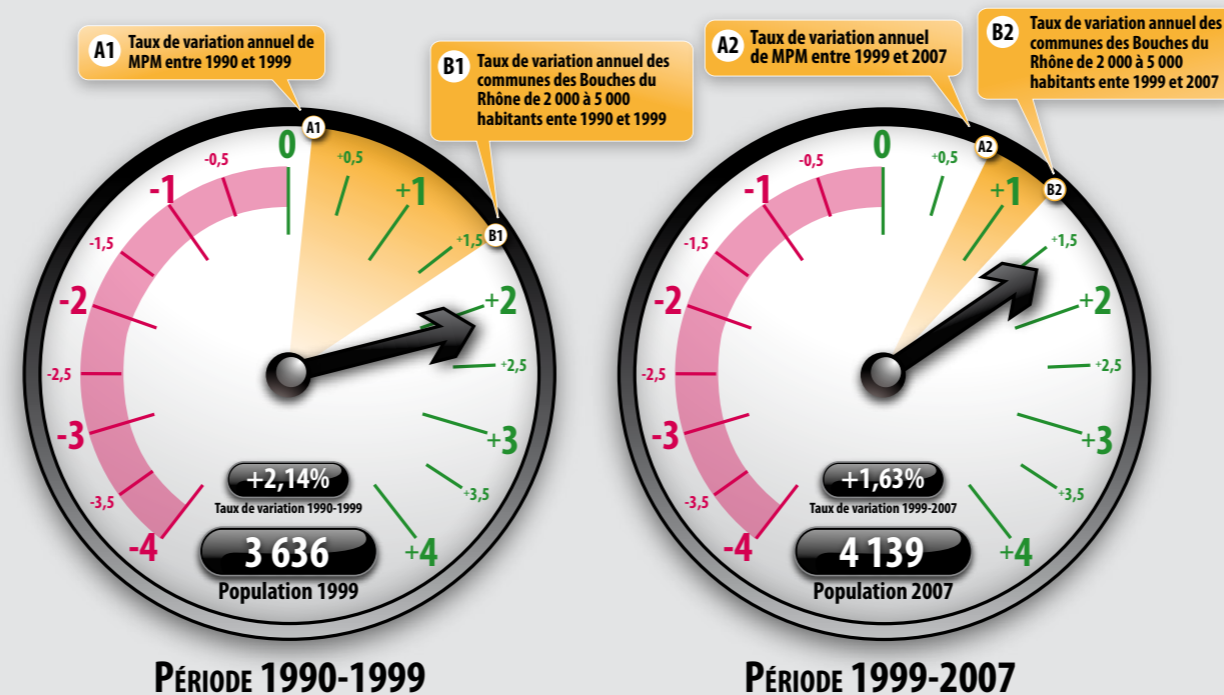 A1
Taux de variation annuel de
MPM entre 1990 et 1999
B1
Taux de variation annuel des
communes des Bouches du
Rhône de 2 000 à 5 000
habitants ente 1990 et 1999
A1
B1
0
+0,5
+1
+1,5
+2
+2,5
+3
+3,5
+4
-0,5
-1
-1,5
-2
-2,5
-3
-3,5
-4
+2,14%
Taux de variation 1990-1999
3 636
Population 1999
PÉRIODE 1990-1999
A2
Taux de variation annuel
de MPM entre 1999 et 2007
B2
Taux de variation annuel des
communes des Bouches du
Rhône de 2 000 à 5 000
habitants ente 1999 et 2007
A2
B2
0
+0,5
+1
+1,5
+2
+2,5
+3
+3,5
+4
-0,5
-1
-1,5
-2
-2,5
-3
-3,5
-4
+1,63%
Taux de variation 1999-2007
4 139
Population 2007
PÉRIODE 1999-2007